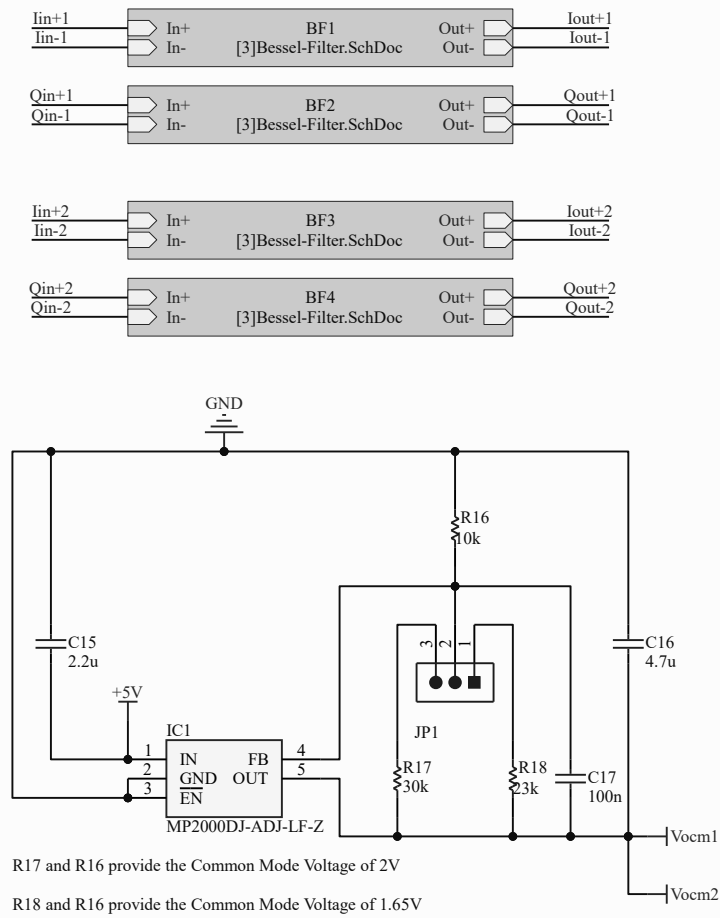 Iin+1 In+ BF1 Out+ Iout+1
Iin-1 In- [3]Bessel-Filter.SchDoc Out- Iout-1
Qin+1 In+ BF2 Out+ Qout+1
Qin-1 In- [3]Bessel-Filter.SchDoc Out- Qout-1
Iin+2 In+ BF3 Out+ Iout+2
Iin-2 In- [3]Bessel-Filter.SchDoc Out- Iout-2
Qin+2 In+ BF4 Out+ Qout+2
Qin-2 In- [3]Bessel-Filter.SchDoc Out- Qout-2
GND
R16
10k
C15
2.2u
3 2 1
C16
4.7u
+5V
IC1
JP1
1 IN FB 4
2 GND OUT 5
3 EN
R17
30k
R18
23k
C17
100n
MP2000DJ-ADJ-LF-Z
Vocm1
R17 and R16 provide the Common Mode Voltage of 2V
Vocm2
R18 and R16 provide the Common Mode Voltage of 1.65V